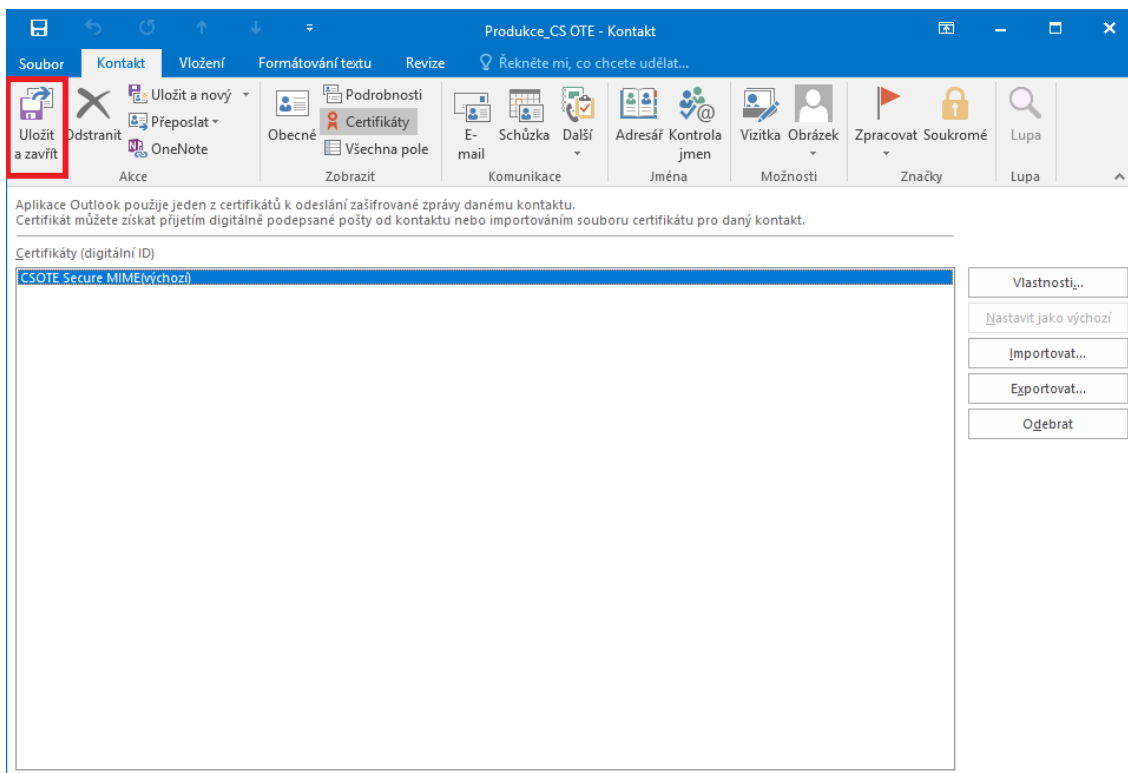 Produkce_CS OTE - Kontakt
Soubor Kontakt Vložení Formátování textu Revize Řekněte mi, co chcete udělat...
Uložit a zavřít
Odstranit
Uložit a nový
Přeposlat
OneNote
Akce
Obecné
Podrobnosti
Certifikáty
Všechna pole
Zobrazit
E-mail
Schůzka
Další
Komunikace
Adresář
Kontrola jmen
Jména
Vizitka
Obrázek
Možnosti
Zpracovat
Soukromé
Značky
Lupa
Lupa
Aplikace Outlook použije jeden z certifikátů k odeslání zašifrované zprávy danému kontaktu.
Certifikát můžete získat přijetím digitálně podepsané pošty od kontaktu nebo importováním souboru certifikátu pro daný kontakt.
Certifikáty (digitální ID)
CSOTE Secure MIME(výchozí)
Vlastnosti...
Nastavit jako výchozí
Importovat...
Exportovat...
Odebrat